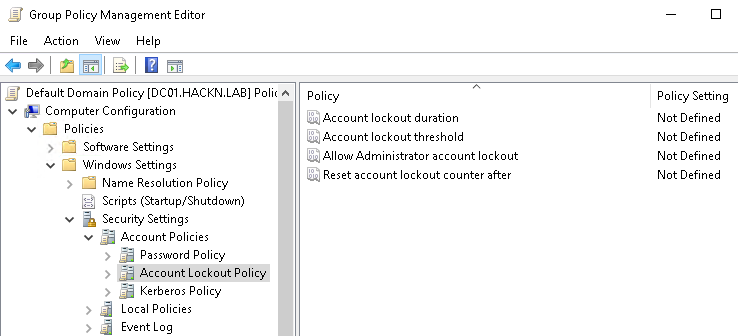 Group Policy Management Editor
File Action View Help
Default Domain Policy [DC01.HACKN.LAB] Polic
Computer Configuration
Policies
Software Settings
Windows Settings
Name Resolution Policy
Scripts (Startup/Shutdown)
Security Settings
Account Policies
Password Policy
Account Lockout Policy
Kerberos Policy
Local Policies
Event Log
Policy Policy Setting
Account lockout duration Not Defined
Account lockout threshold Not Defined
Allow Administrator account lockout Not Defined
Reset account lockout counter after Not Defined